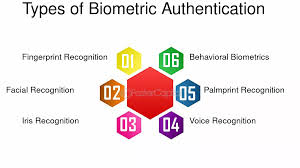 Types of Biometric Authentication
Fingerprint Recognition
01
06
Behavioral Biometrics
Facial Recognition
02
05
Palmprint Recognition
Iris Recognition
03
04
Voice Recognition